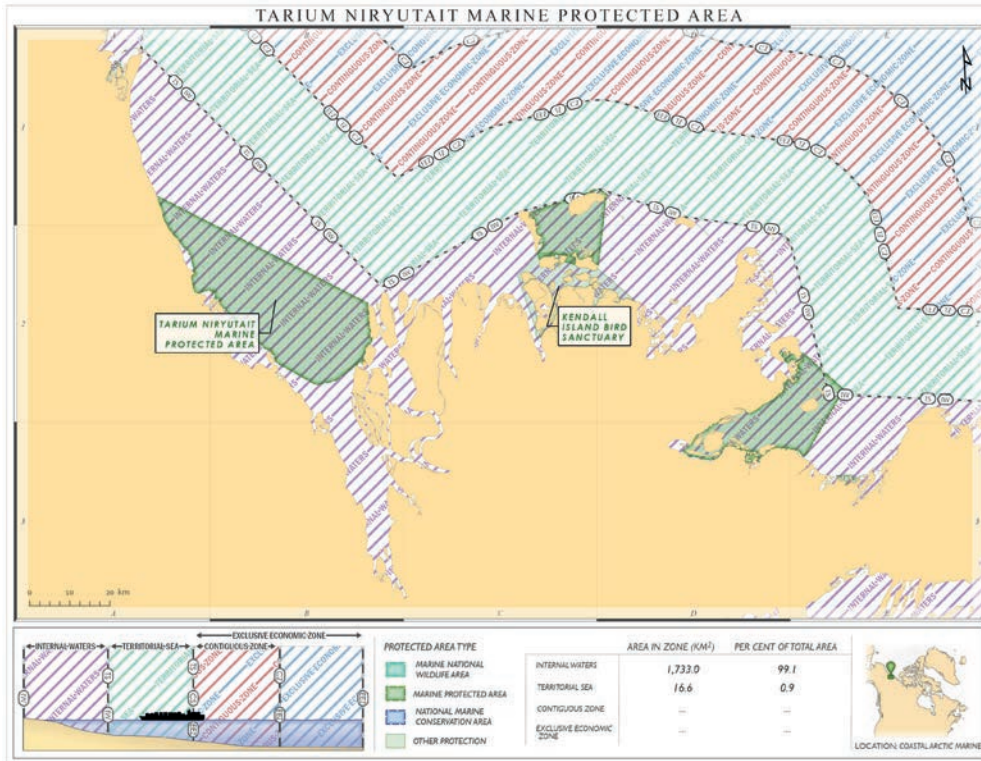 TARIUM NIRYUTAIT MARINE PROTECTED AREA
CONTIGUOUS ZONE
EXCLUSIVE ECONOMIC ZONE
TERRITORIAL SEA
INTERNAL WATERS
TARIUM NIRYUTAIT
MARINE
PROTECTED AREA
KENDALL
ISLAND BIRD
SANCTUARY
0 10 20 km
A B C D
EXCLUSIVE ECONOMIC ZONE
INTERNAL WATERS TERRITORIAL SEA CONTIGUOUS ZONE
PROTECTED AREA TYPE
MARINE NATIONAL
WILDLIFE AREA
MARINE PROTECTED AREA
NATIONAL MARINE
CONSERVATION AREA
OTHER PROTECTION
AREA IN ZONE (KM²) PER CENT OF TOTAL AREA
INTERNAL WATERS 1,733.0 99.1
TERRITORIAL SEA 16.6 0.9
CONTIGUOUS ZONE ... ...
EXCLUSIVE ECONOMIC
ZONE ... ...
LOCATION: COASTAL ARCTIC MARINE